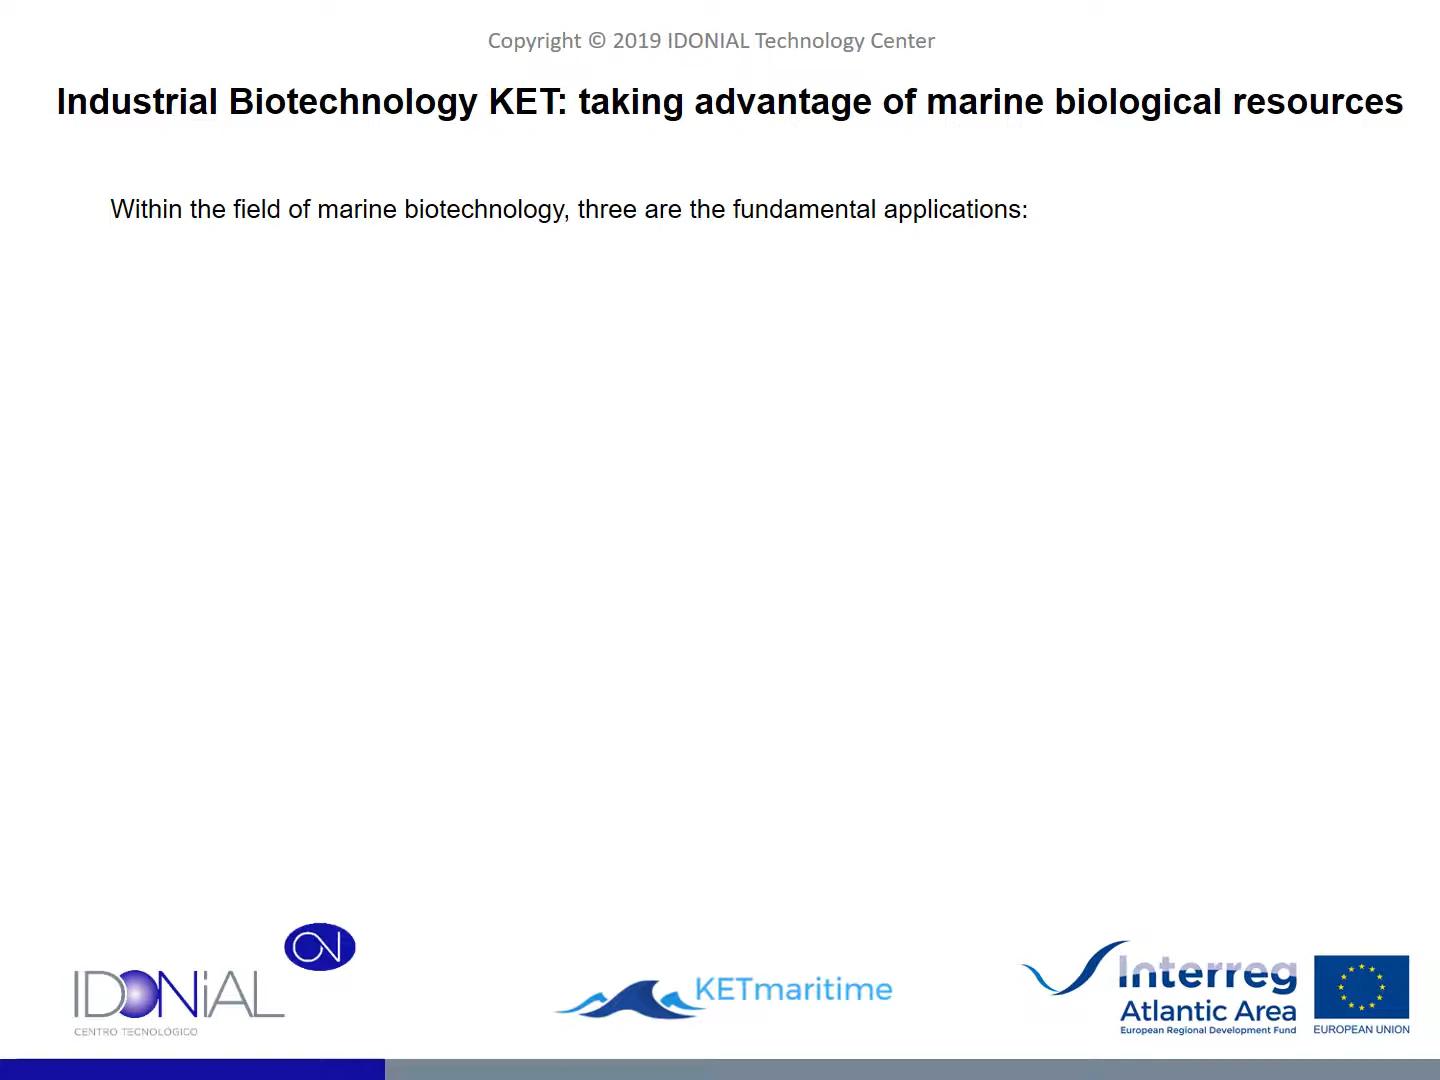 Copyright © 2019 IDONIAL Technology Center
Industrial Biotechnology KET: taking advantage of marine biological resources
Within the field of marine biotechnology, three are the fundamental applications:
IDONiAL
CENTRO TECNOLÓGICO
KETmaritime
Interreg
Atlantic Area
European Regional Development Fund
EUROPEAN UNION